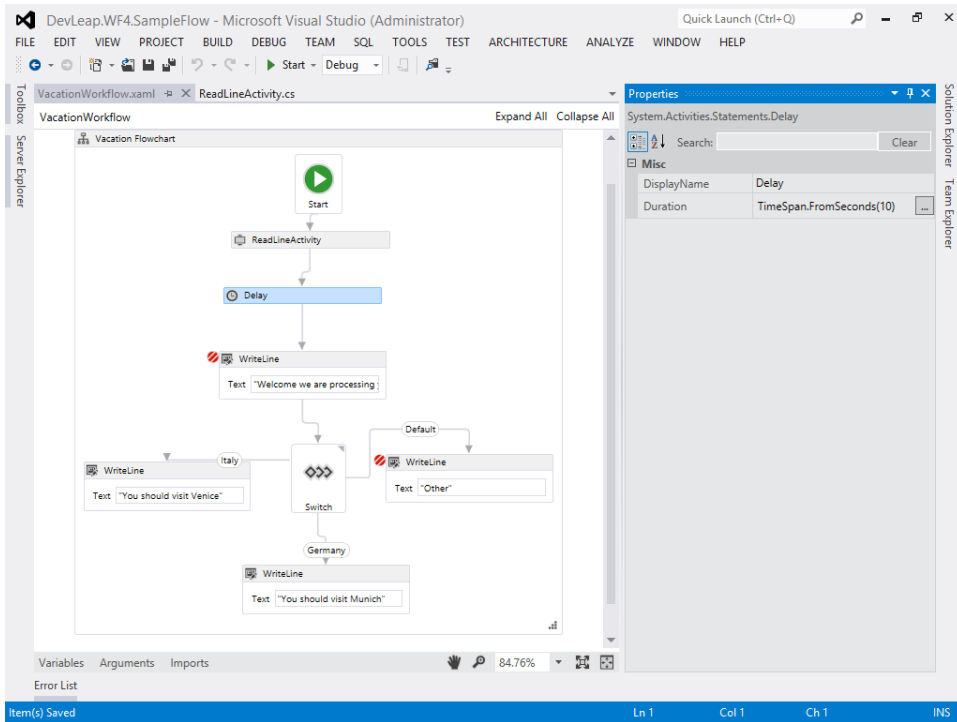 DevLeap.WF4.SampleFlow - Microsoft Visual Studio (Administrator)
Quick Launch (Ctrl+Q)
FILE EDIT VIEW PROJECT BUILD DEBUG TEAM SQL TOOLS TEST ARCHITECTURE ANALYZE WINDOW HELP
Start Debug
Toolbox
Server Explorer
VacationWorkflow.xaml ReadLineActivity.cs
VacationWorkflow Expand All Collapse All
Vacation Flowchart
Start
ReadLineActivity
Delay
WriteLine
Text "Welcome we are processing
Default
Italy
WriteLine
Text "You should visit Venice"
Switch
WriteLine
Text "Other"
Germany
WriteLine
Text "You should visit Munich"
Variables Arguments Imports 84.76%
Error List
Properties
System.Activities.Statements.Delay
Search: Clear
Misc
DisplayName Delay
Duration TimeSpan.FromSeconds(10) ...
Solution Explorer
Team Explorer
Item(s) Saved Ln 1 Col 1 Ch 1 INS